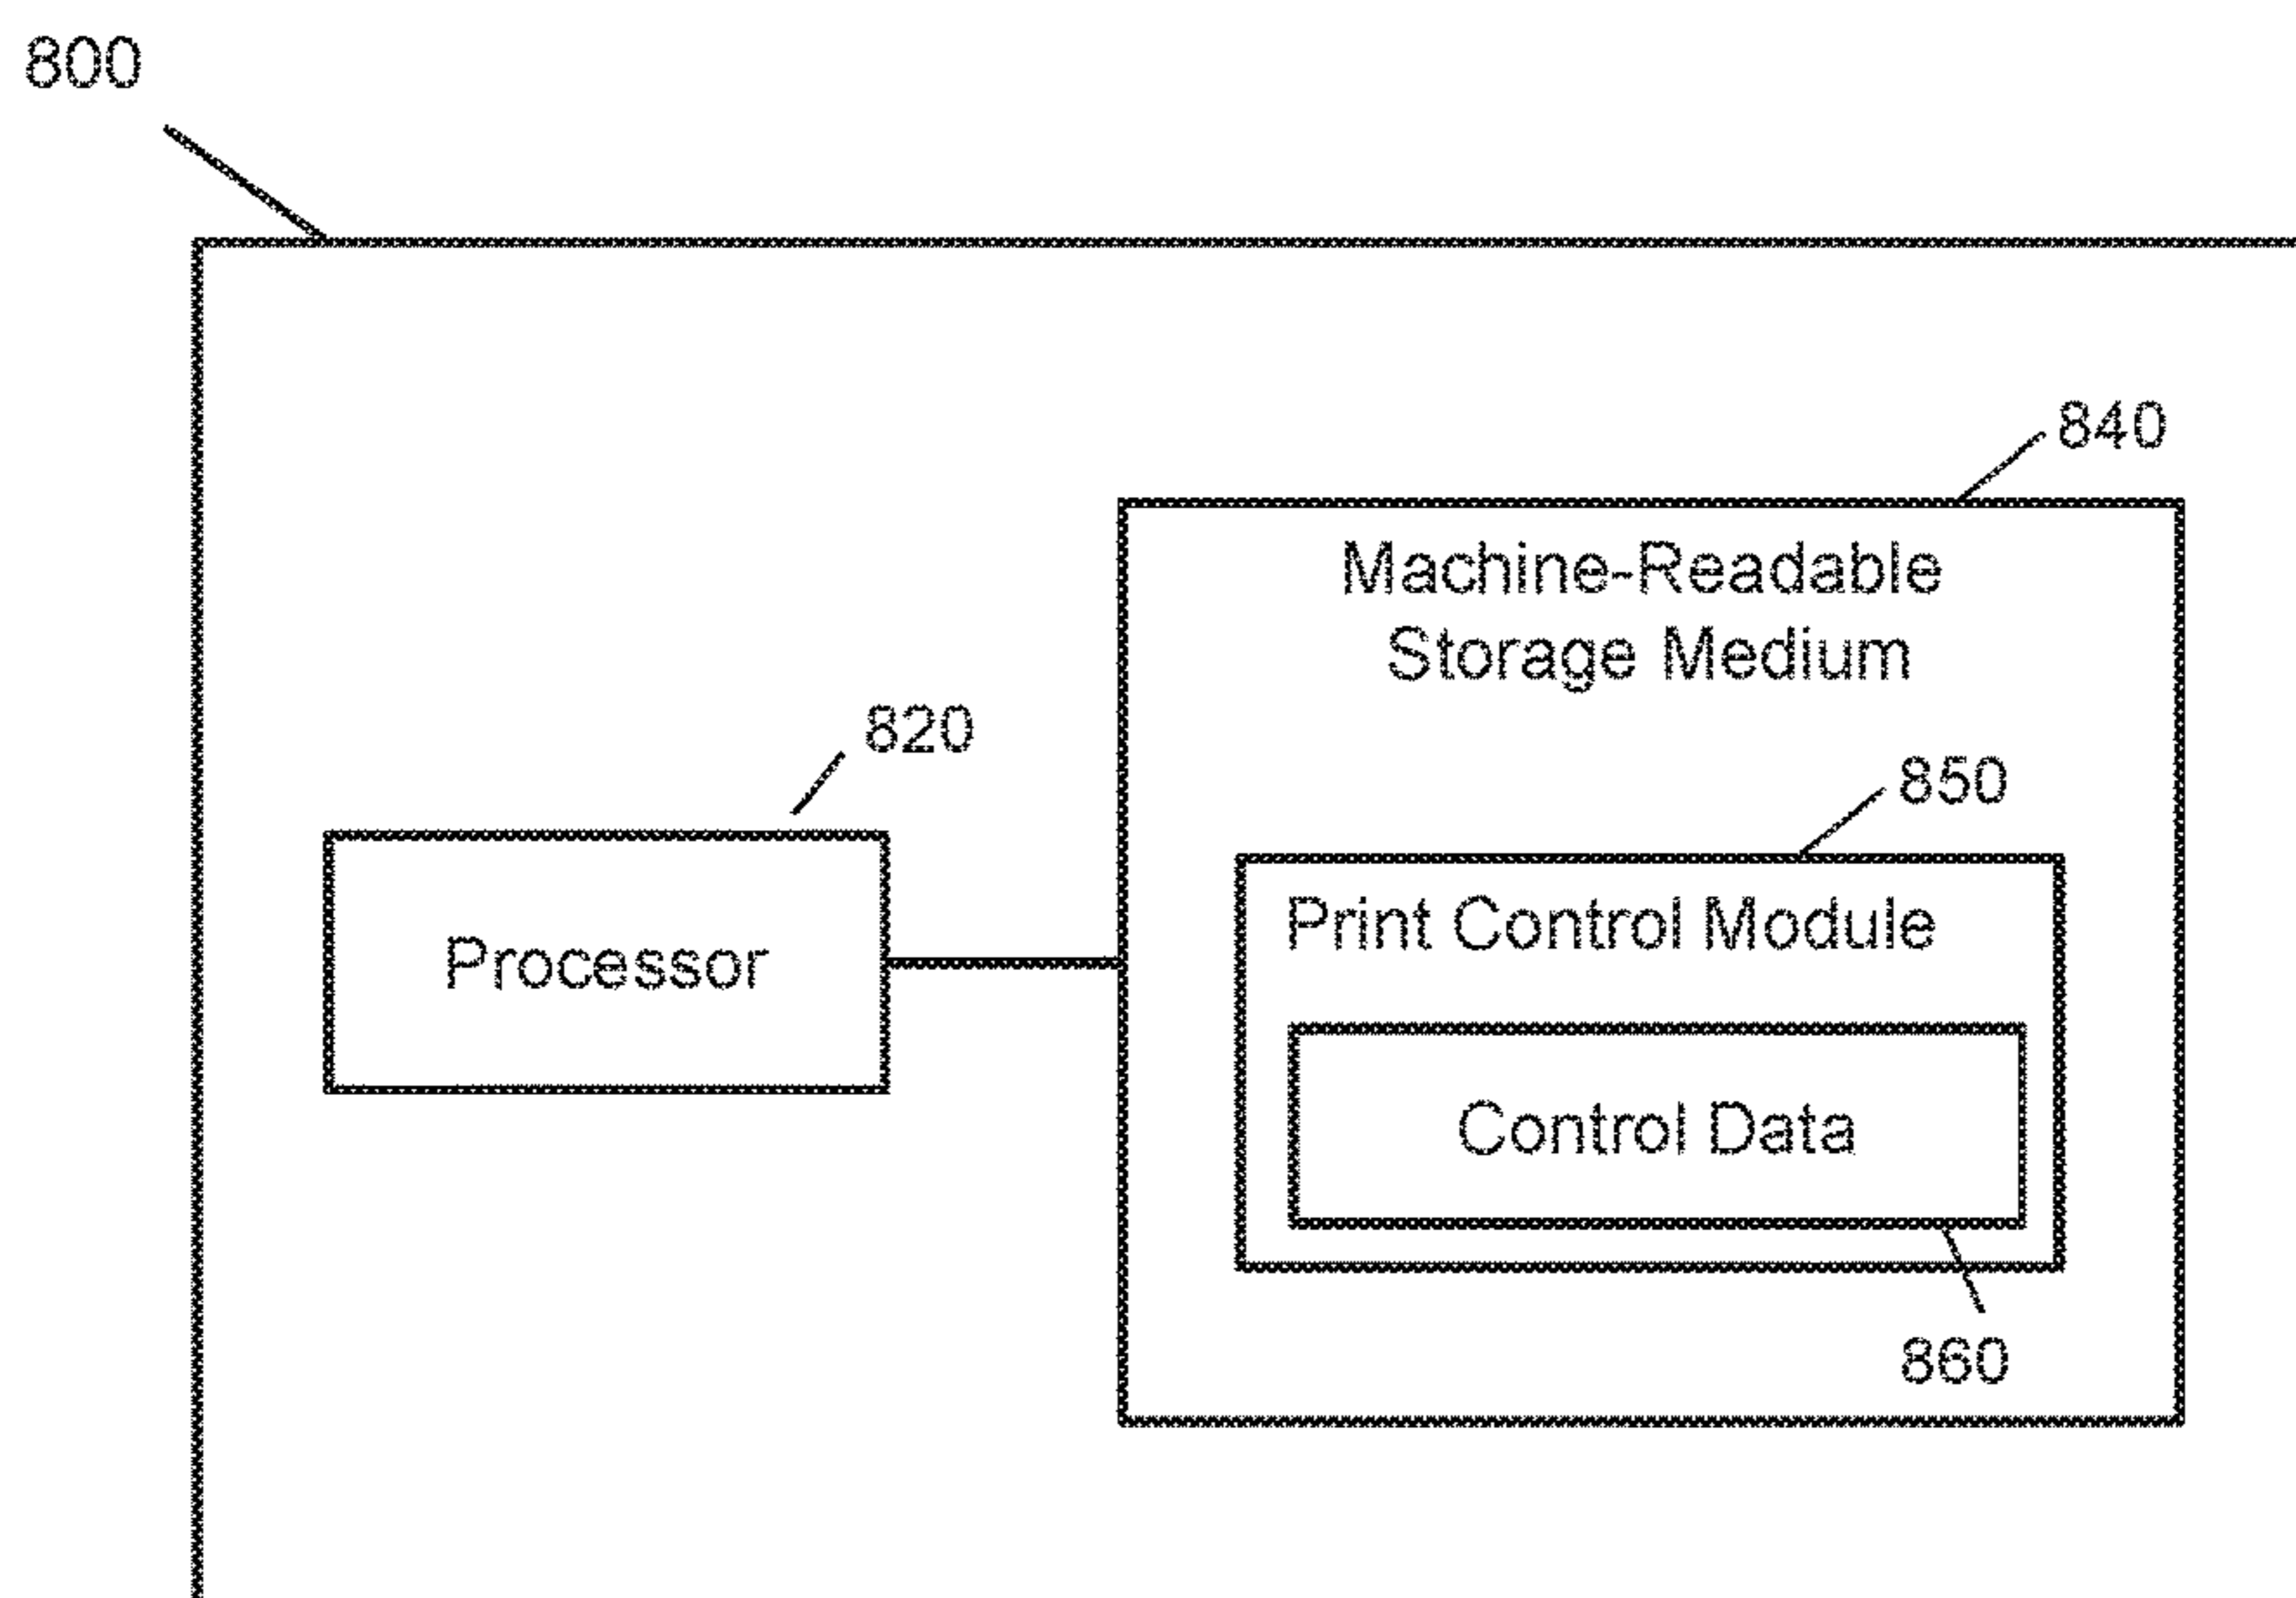 800
840
Machine-Readable
Storage Medium
820
850
Print Control Module
Processor
Control Data
860